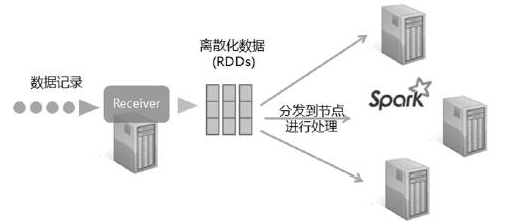 数据记录
Receiver
离散化数据
(RDDs)
分发到节点
进行处理
Spark